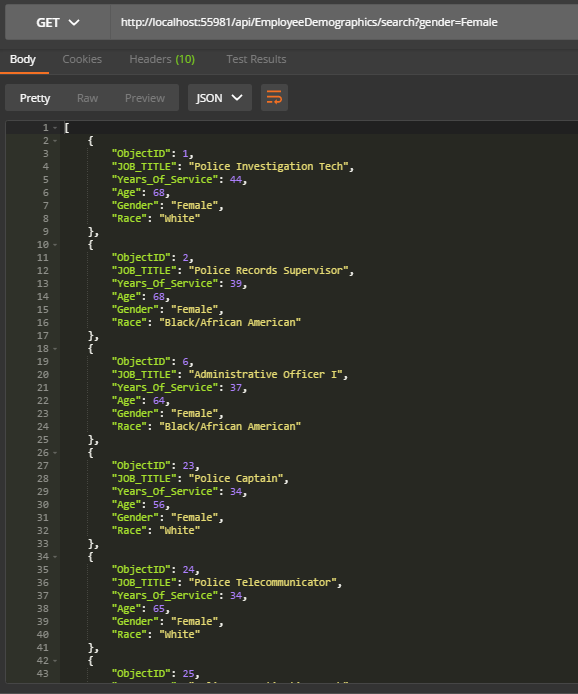 GET http://localhost:55981/api/EmployeeDemographics/search?gender=Female
Body Cookies Headers (10) Test Results
Pretty Raw Preview JSON
1 [
2 {
3 "ObjectID": 1,
4 "JOB_TITLE": "Police Investigation Tech",
5 "Years_Of_Service": 44,
6 "Age": 68,
7 "Gender": "Female",
8 "Race": "White"
9 },
10 {
11 "ObjectID": 2,
12 "JOB_TITLE": "Police Records Supervisor",
13 "Years_Of_Service": 39,
14 "Age": 68,
15 "Gender": "Female",
16 "Race": "Black/African American"
17 },
18 {
19 "ObjectID": 6,
20 "JOB_TITLE": "Administrative Officer I",
21 "Years_Of_Service": 37,
22 "Age": 64,
23 "Gender": "Female",
24 "Race": "Black/African American"
25 },
26 {
27 "ObjectID": 23,
28 "JOB_TITLE": "Police Captain",
29 "Years_Of_Service": 34,
30 "Age": 56,
31 "Gender": "Female",
32 "Race": "White"
33 },
34 {
35 "ObjectID": 24,
36 "JOB_TITLE": "Police Telecommunicator",
37 "Years_Of_Service": 34,
38 "Age": 65,
39 "Gender": "Female",
40 "Race": "White"
41 },
42 {
43 "ObjectID": 25,